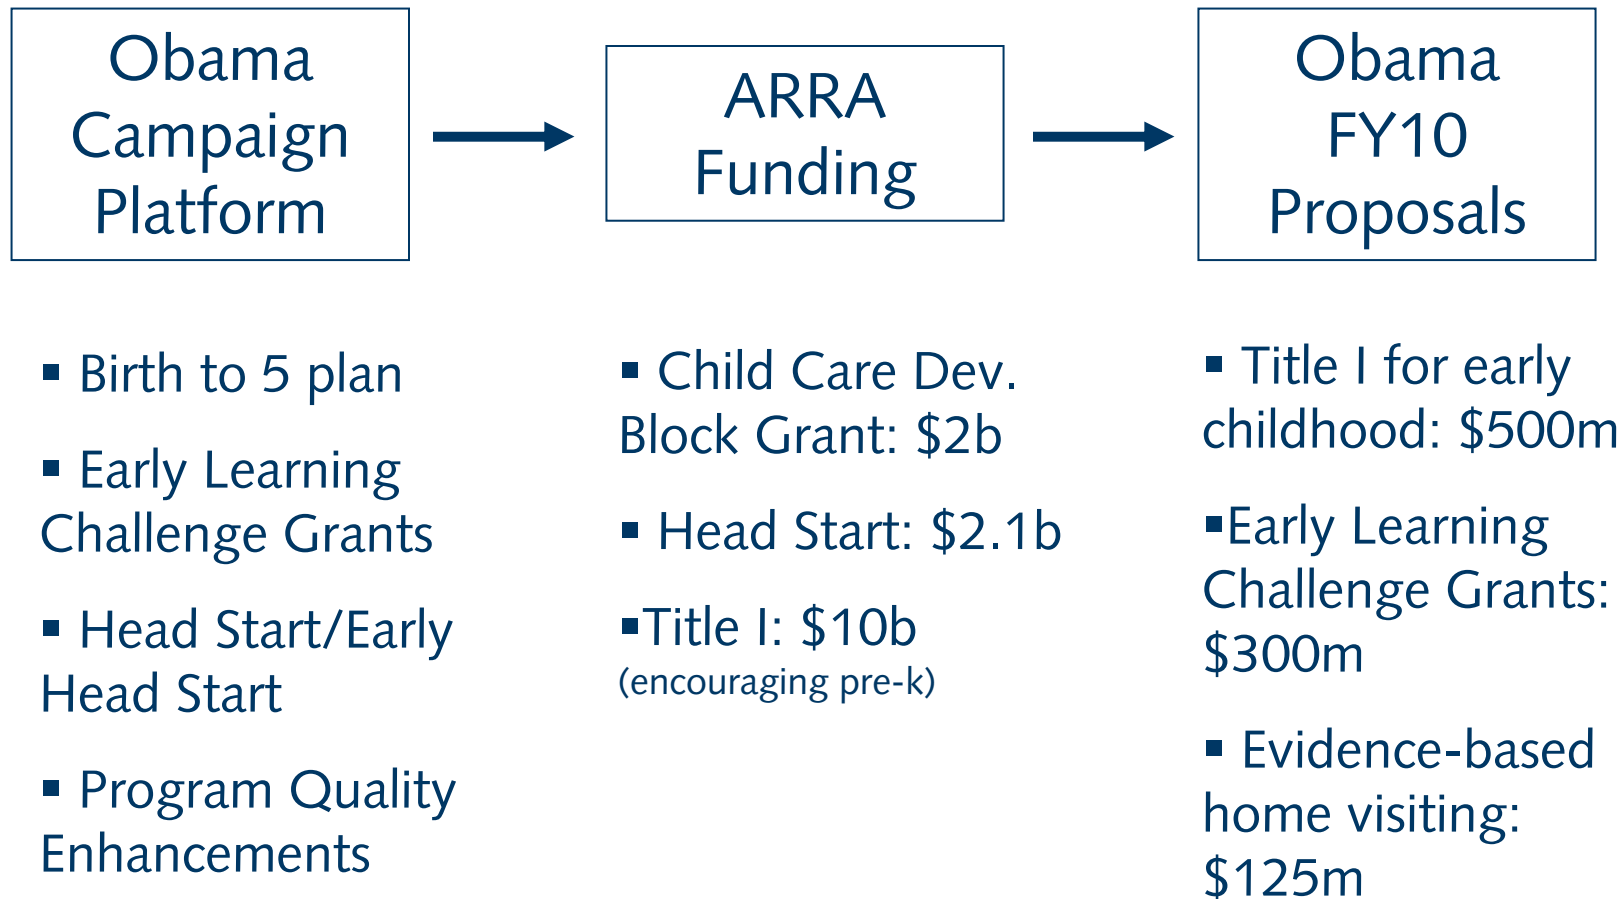 Obama
Campaign
Platform
ARRA
Funding
Obama
FY10
Proposals
▪ Birth to 5 plan
▪ Early Learning
Challenge Grants
▪ Head Start/Early
Head Start
▪ Program Quality
Enhancements
▪ Child Care Dev.
Block Grant: $2b
▪ Head Start: $2.1b
▪Title I: $10b
(encouraging pre-k)
▪ Title I for early
childhood: $500m
▪Early Learning
Challenge Grants:
$300m
▪ Evidence-based
home visiting:
$125m